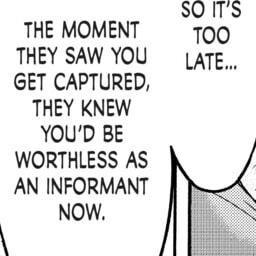 SO IT'S
TOO
LATE...
THE MOMENT
THEY SAW YOU
GET CAPTURED,
THEY KNEW
YOU'D BE
WORTHLESS AS
AN INFORMANT
NOW.